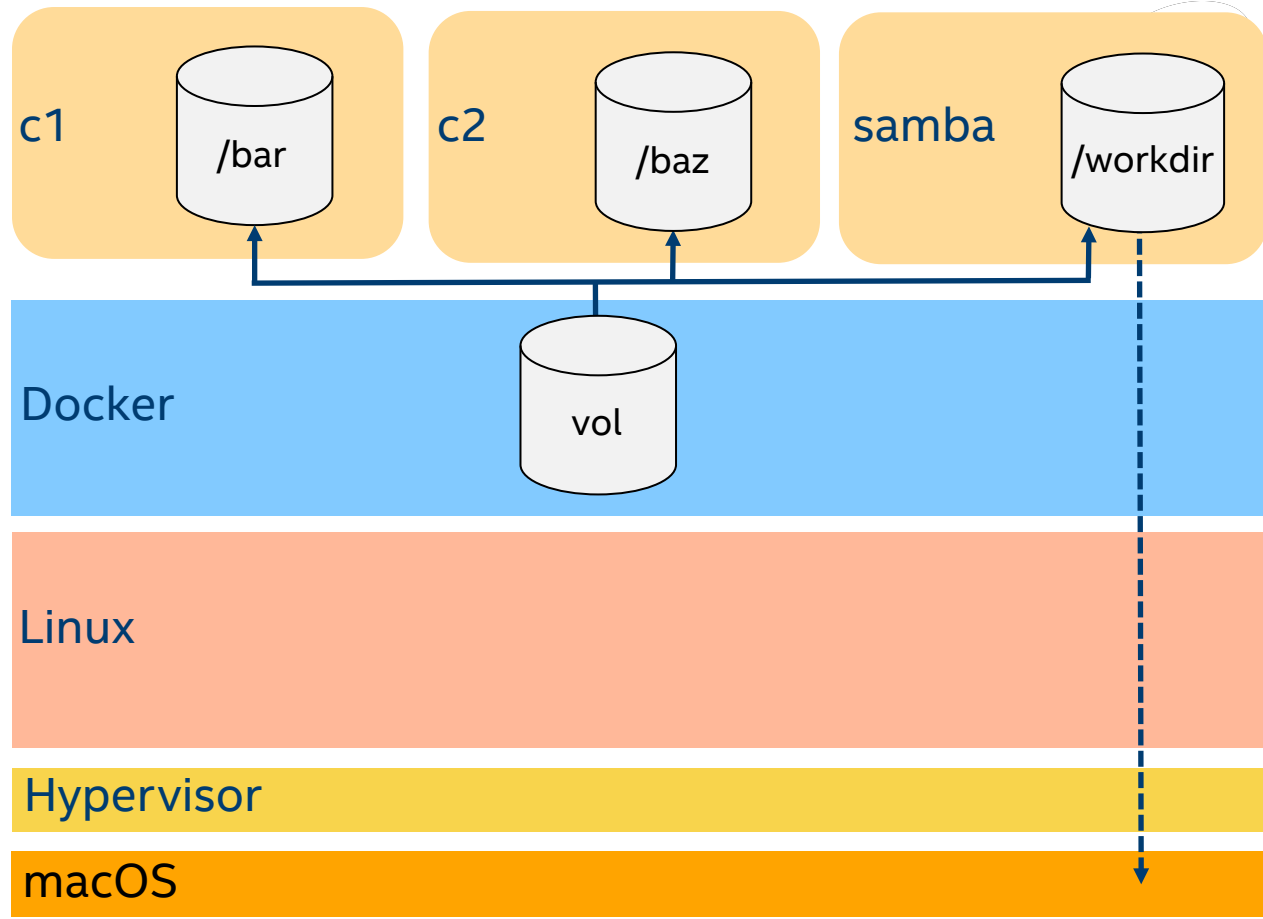 c1
/bar
c2
/baz
samba
/workdir
Docker
vol
Linux
Hypervisor
macOS